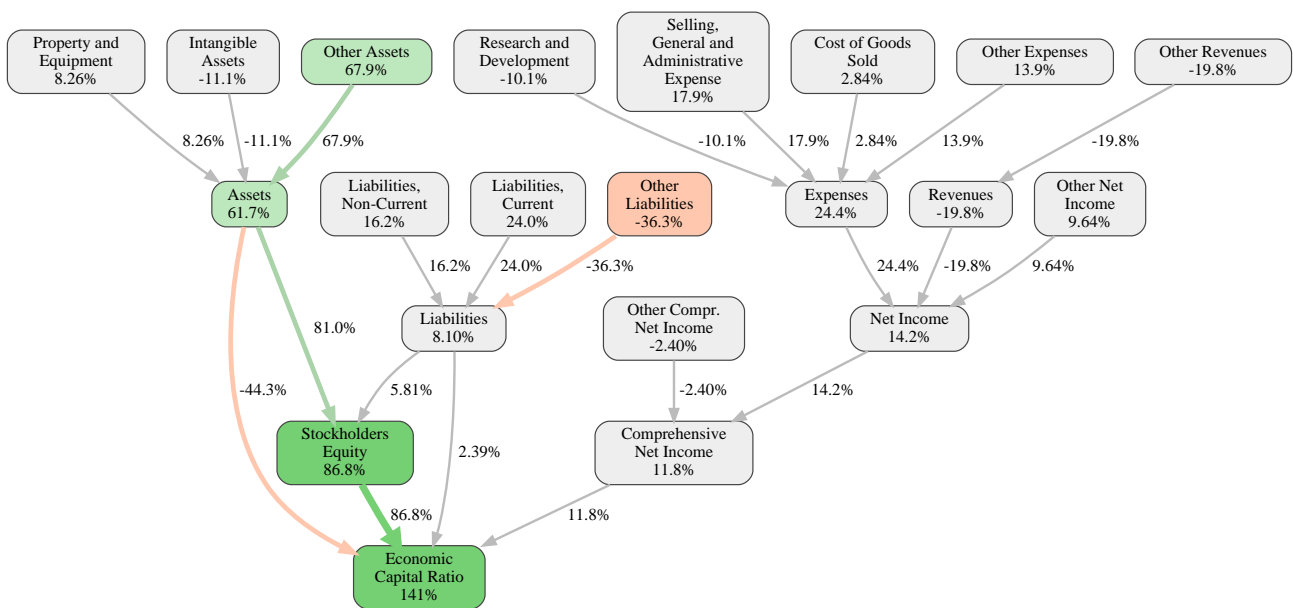 Property and
Equipment
8.26%
Intangible
Assets
-11.1%
Other Assets
67.9%
Research and
Development
-10.1%
Selling,
General and
Administrative
Expense
17.9%
Cost of Goods
Sold
2.84%
Other Expenses
13.9%
Other Revenues
-19.8%
8.26%
-11.1%
67.9%
-10.1%
17.9%
2.84%
13.9%
-19.8%
Assets
61.7%
Liabilities,
Non-Current
16.2%
Liabilities,
Current
24.0%
Other
Liabilities
-36.3%
Expenses
24.4%
Revenues
-19.8%
Other Net
Income
9.64%
16.2%
24.0%
-36.3%
24.4%
-19.8%
9.64%
81.0%
Liabilities
8.10%
Other Compr.
Net Income
-2.40%
Net Income
14.2%
-44.3%
5.81%
-2.40%
14.2%
Stockholders
Equity
86.8%
2.39%
Comprehensive
Net Income
11.8%
86.8%
11.8%
Economic
Capital Ratio
141%